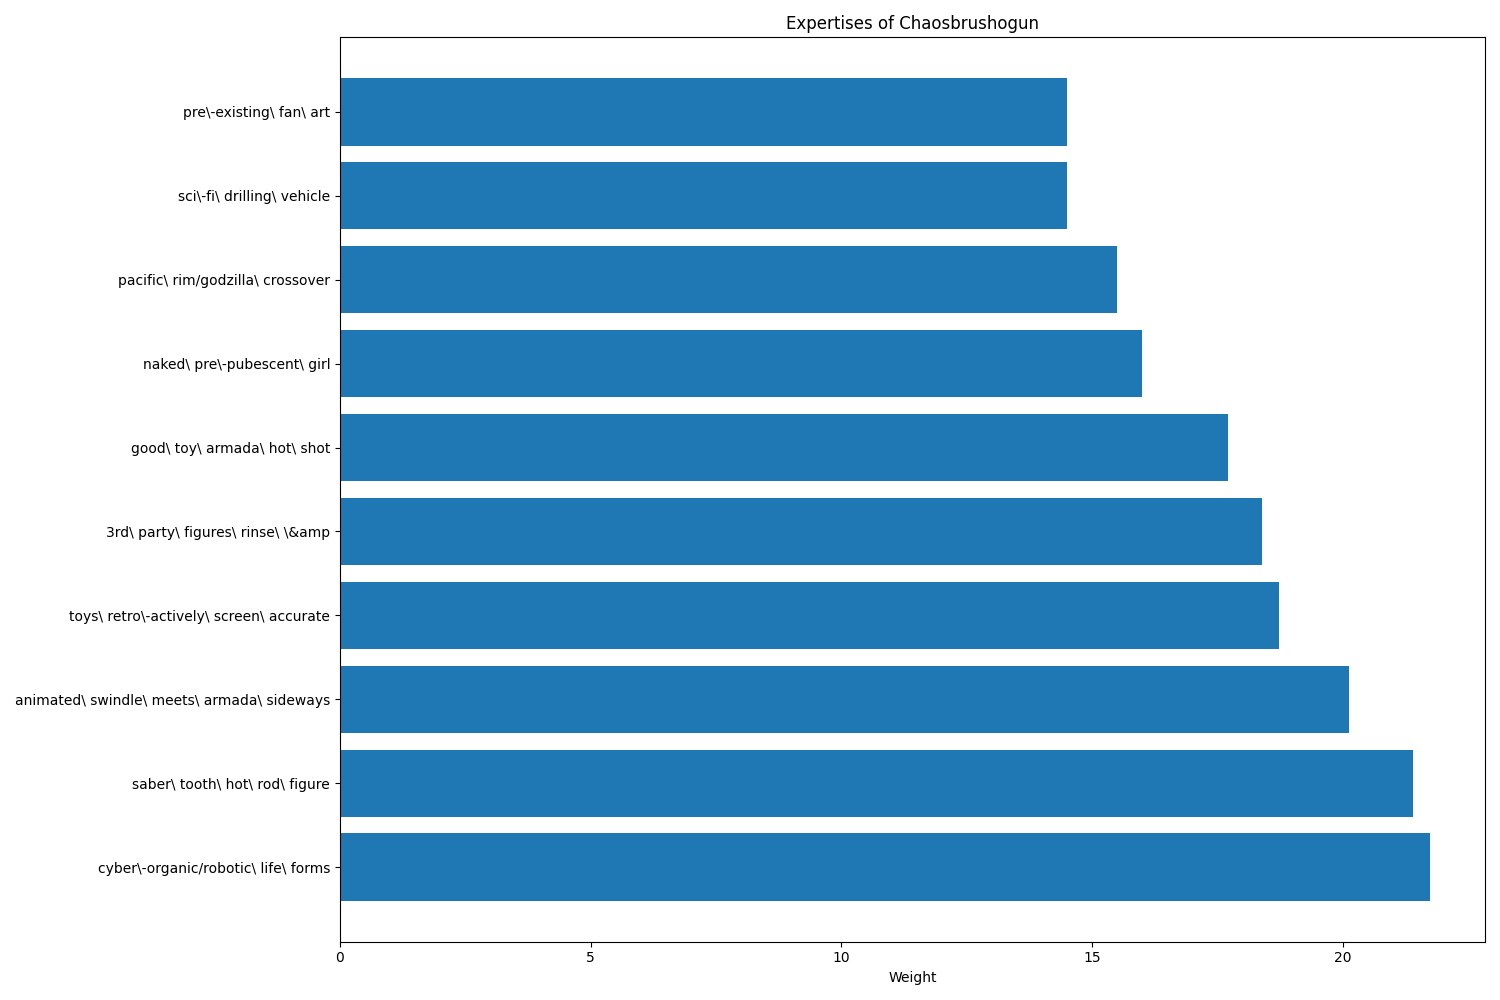 Expertises of Chaosbrushogun
pre\-existing\ fan\ art
sci\-fi\ drilling\ vehicle
pacific\ rim/godzilla\ crossover
naked\ pre\-pubescent\ girl
good\ toy\ armada\ hot\ shot
3rd\ party\ figures\ rinse\ \&amp
toys\ retro\-actively\ screen\ accurate
animated\ swindle\ meets\ armada\ sideways
saber\ tooth\ hot\ rod\ figure
cyber\-organic/robotic\ life\ forms
0 5 10 15 20
Weight